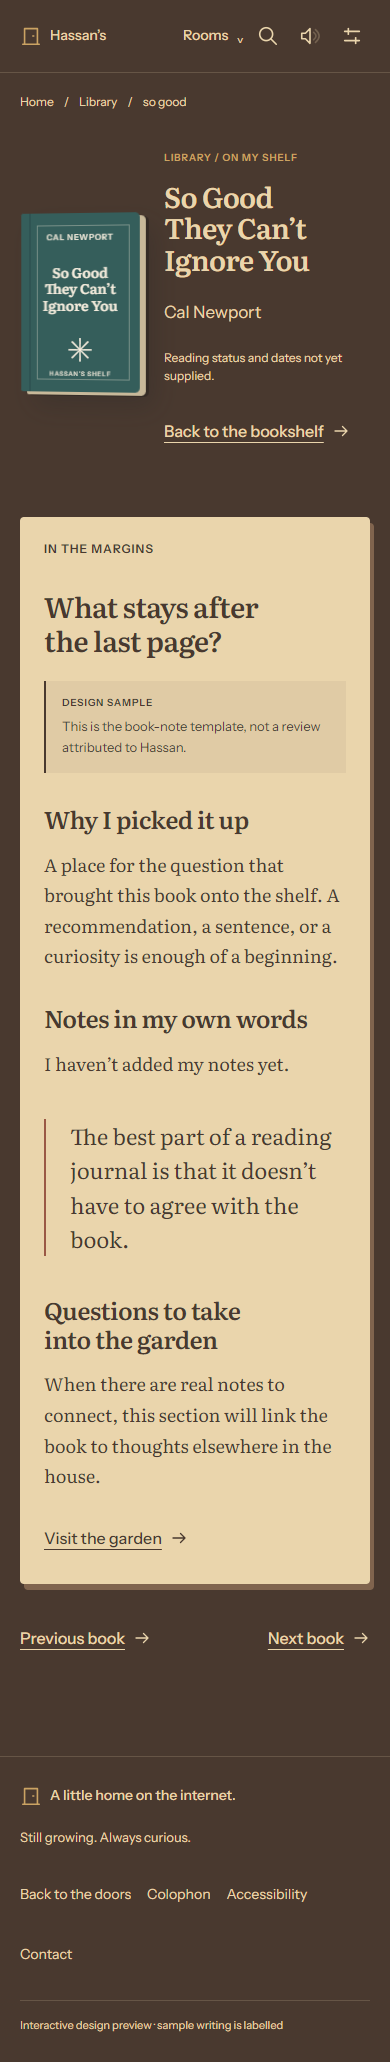 Hassan's
Rooms
Home / Library / so good
LIBRARY / ON MY SHELF
So Good
They Can't
Ignore You
Cal Newport
Reading status and dates not yet
supplied.
Back to the bookshelf →
CAL NEWPORT
So Good
They Can't
Ignore You
HASSAN'S SHELF
IN THE MARGINS
What stays after
the last page?
DESIGN SAMPLE
This is the book-note template, not a review
attributed to Hassan.
Why I picked it up
A place for the question that
brought this book onto the shelf. A
recommendation, a sentence, or a
curiosity is enough of a beginning.
Notes in my own words
I haven't added my notes yet.
The best part of a reading
journal is that it doesn't
have to agree with the
book.
Questions to take
into the garden
When there are real notes to
connect, this section will link the
book to thoughts elsewhere in the
house.
Visit the garden →
Previous book → Next book →
A little home on the internet.
Still growing. Always curious.
Back to the doors Colophon Accessibility
Contact
Interactive design preview · sample writing is labelled